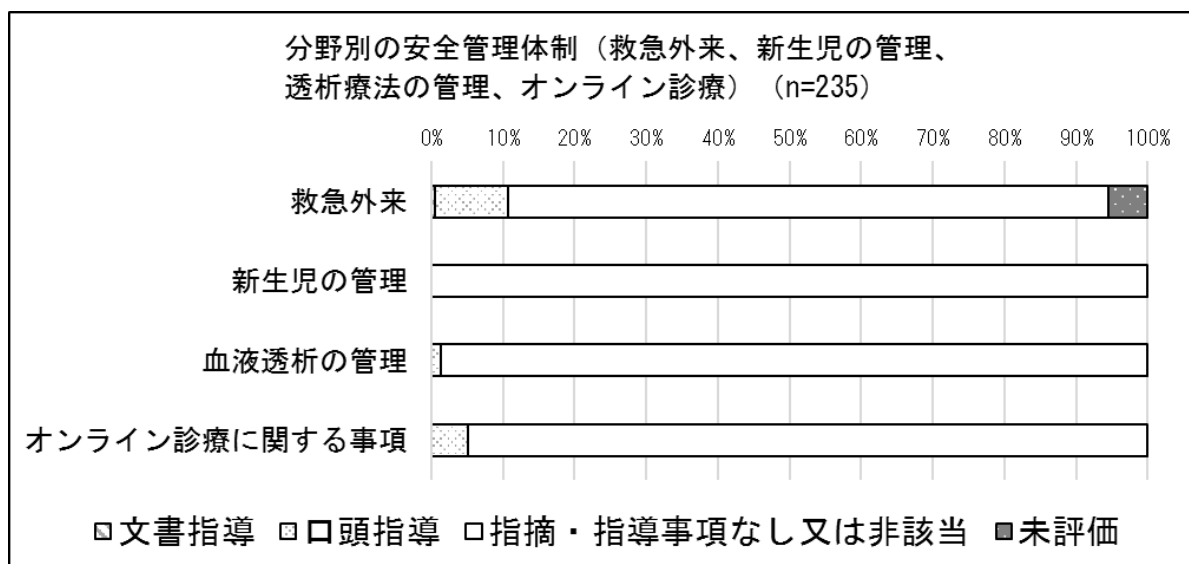 分野別の安全管理体制（救急外来、新生児の管理、
透析療法の管理、オンライン診療）（n=235）
0% 10% 20% 30% 40% 50% 60% 70% 80% 90% 100%
救急外来
新生児の管理
血液透析の管理
オンライン診療に関する事項
文書指導 口頭指導 指摘・指導事項なし又は非該当 未評価